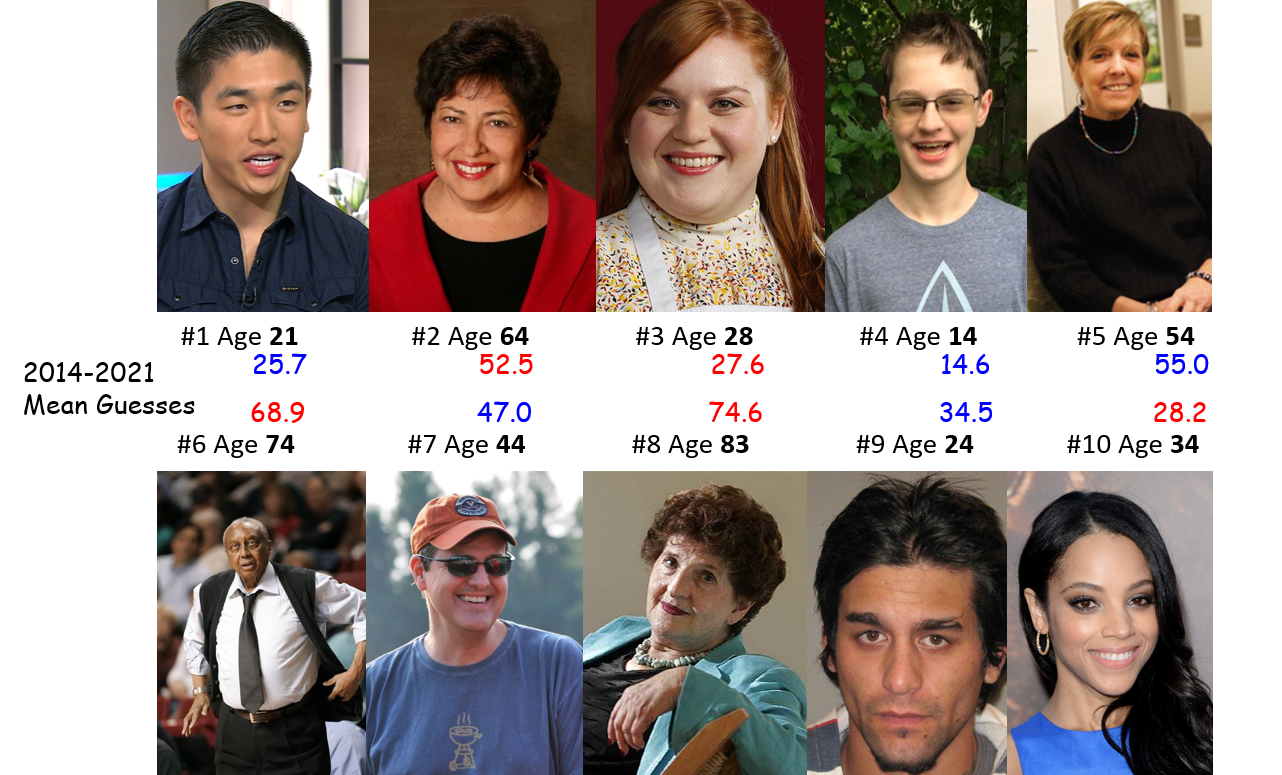 #1 Age 21 #2 Age 64 #3 Age 28 #4 Age 14 #5 Age 54
25.7 52.5 27.6 14.6 55.0
2014-2021
Mean Guesses
68.9 47.0 74.6 34.5 28.2
#6 Age 74 #7 Age 44 #8 Age 83 #9 Age 24 #10 Age 34